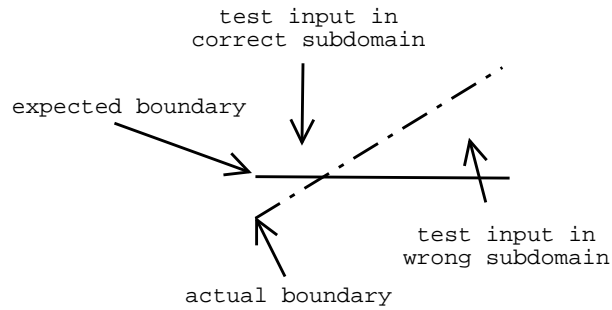 test input in
correct subdomain
expected boundary
test input in
wrong subdomain
actual boundary